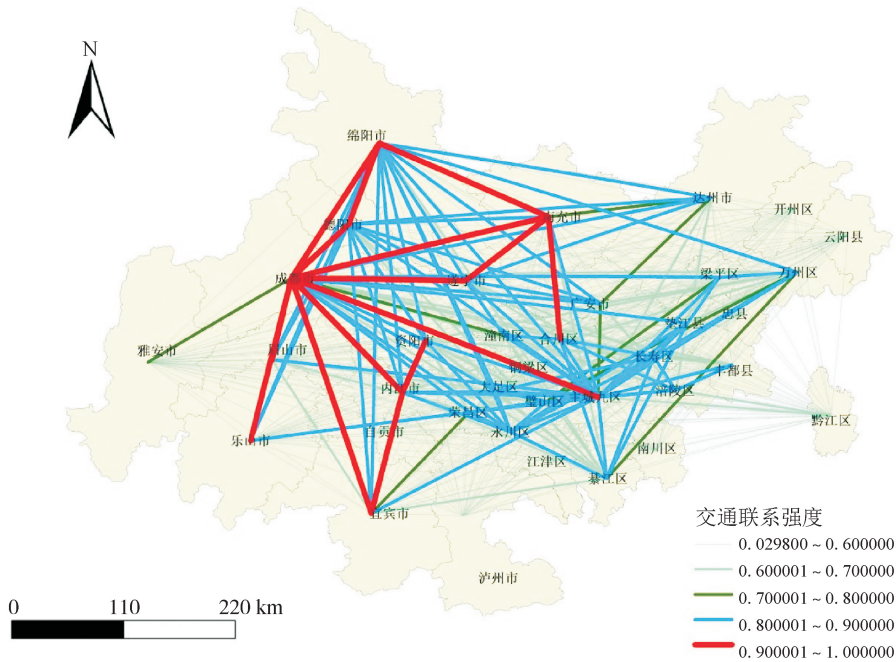 N
绵阳市
德阳市
南充市
达州市
开州区
云阳县
成都市
遂宁市
梁平区
万州区
广安市
忠县
垫江县
雅安市
眉山市
资阳市
潼南区
合川区
长寿区
铜梁区
丰都县
内江市
大足区
璧山区
主城九区
涪陵区
荣昌区
黔江区
乐山市
自贡市
永川区
南川区
江津区
綦江区
宜宾市
泸州市
交通联系强度
0.029800~0.600000
0.600001~0.700000
0.700001~0.800000
0.800001~0.900000
0.900001~1.000000
0 110 220 km